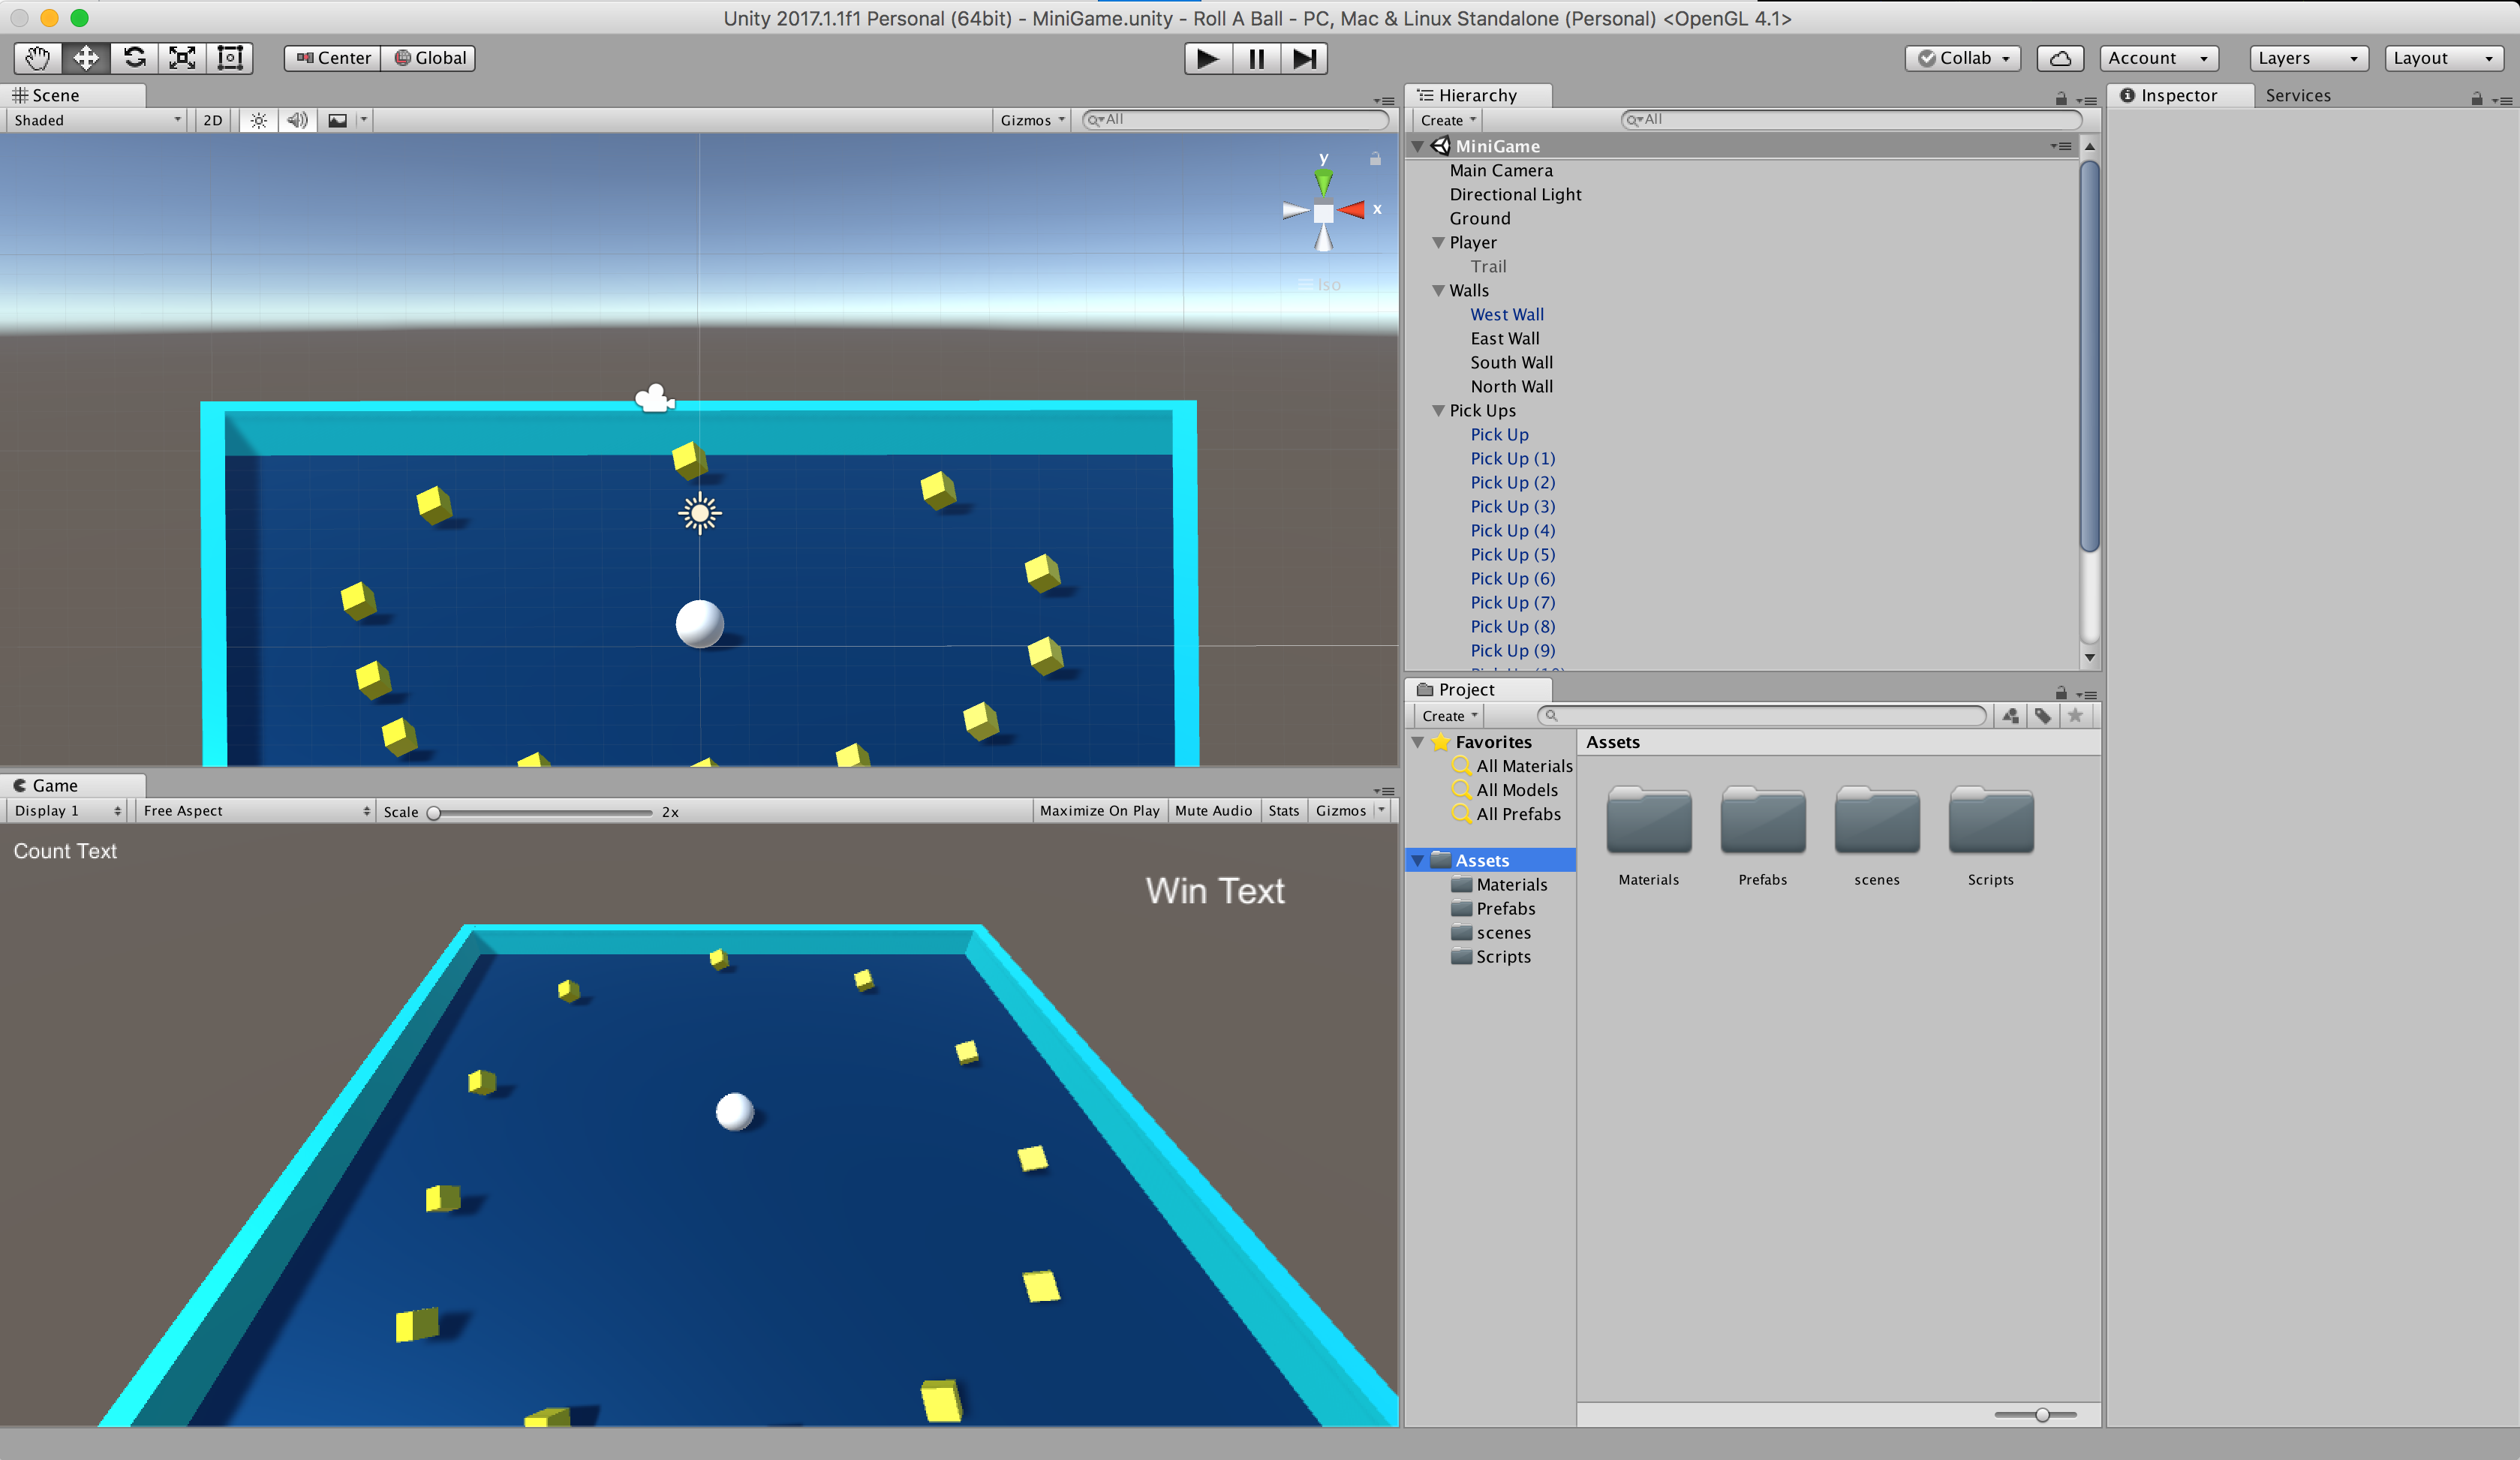 Unity 2017.1.1f1 Personal (64bit) - MiniGame.unity - Roll A Ball - PC, Mac & Linux Standalone (Personal) <OpenGL 4.1>
Center Global Collab Account Layers Layout
Scene
Shaded 2D Gizmos All
y
x
Iso
Game
Display 1 Free Aspect Scale 2x Maximize On Play Mute Audio Stats Gizmos
Count Text
Win Text
Hierarchy
Create All
MiniGame
Main Camera
Directional Light
Ground
Player
Trail
Walls
West Wall
East Wall
South Wall
North Wall
Pick Ups
Pick Up
Pick Up (1)
Pick Up (2)
Pick Up (3)
Pick Up (4)
Pick Up (5)
Pick Up (6)
Pick Up (7)
Pick Up (8)
Pick Up (9)
Project
Create
Favorites
All Materials
All Models
All Prefabs
Assets
Materials
Prefabs
scenes
Scripts
Assets
Materials Prefabs scenes Scripts
Inspector Services